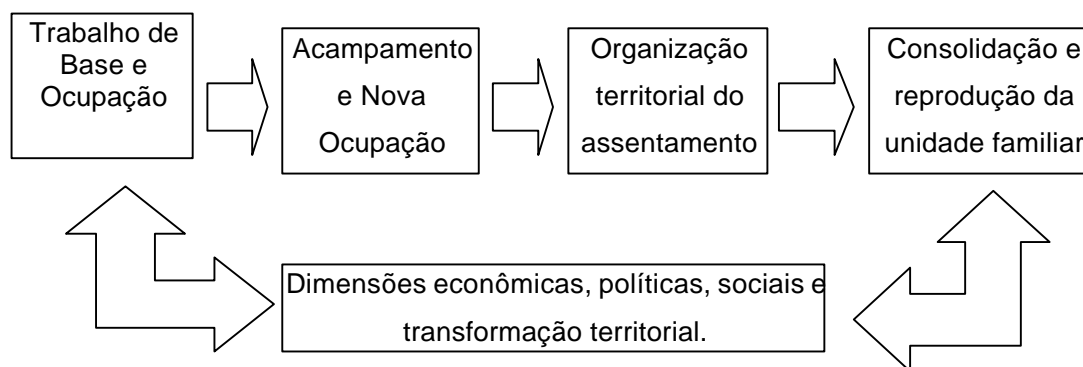 Trabalho de
Base e
Ocupação
Acampamento
e Nova
Ocupação
Organização
territorial do
assentamento
Consolidação e
reprodução da
unidade familiar
Dimensões econômicas, políticas, sociais e
transformação territorial.